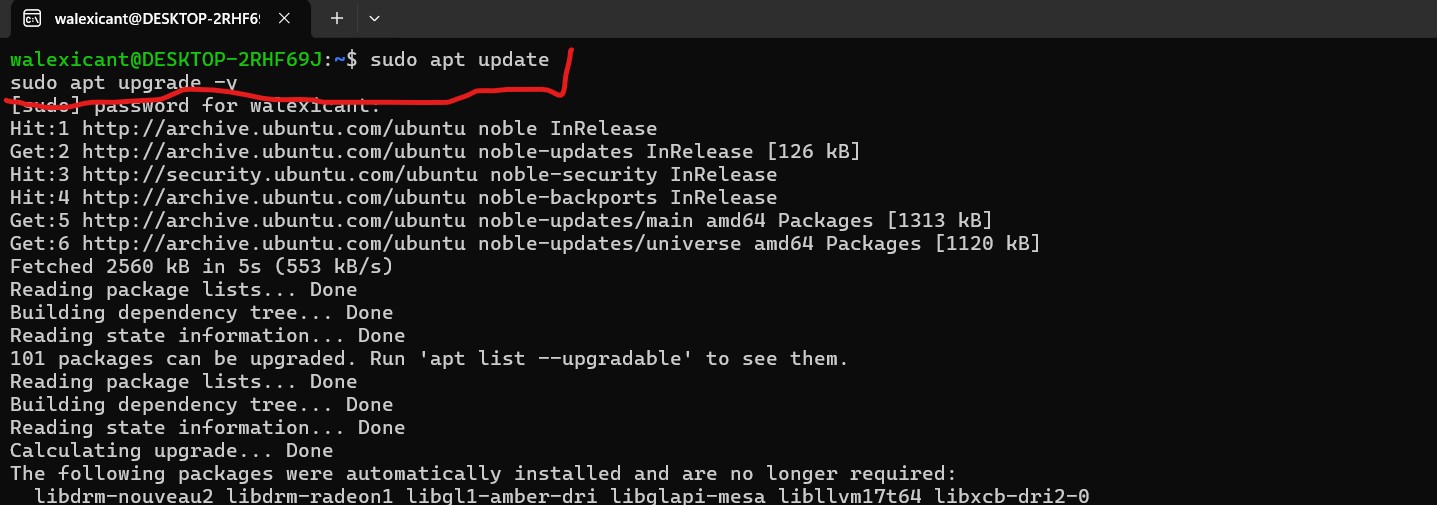 walexicant@DESKTOP-2RHF6
walexicant@DESKTOP-2RHF69J:~$ sudo apt update
sudo apt upgrade -y
[sudo] password for walexicant:
Hit:1 http://archive.ubuntu.com/ubuntu noble InRelease
Get:2 http://archive.ubuntu.com/ubuntu noble-updates InRelease [126 kB]
Hit:3 http://security.ubuntu.com/ubuntu noble-security InRelease
Hit:4 http://archive.ubuntu.com/ubuntu noble-backports InRelease
Get:5 http://archive.ubuntu.com/ubuntu noble-updates/main amd64 Packages [1313 kB]
Get:6 http://archive.ubuntu.com/ubuntu noble-updates/universe amd64 Packages [1120 kB]
Fetched 2560 kB in 5s (553 kB/s)
Reading package lists... Done
Building dependency tree... Done
Reading state information... Done
101 packages can be upgraded. Run 'apt list --upgradable' to see them.
Reading package lists... Done
Building dependency tree... Done
Reading state information... Done
Calculating upgrade... Done
The following packages were automatically installed and are no longer required:
libdrm-nouveau2 libdrm-radeon1 libgl1-amber-dri libglapi-mesa libllvm17t64 libxcb-dri2-0